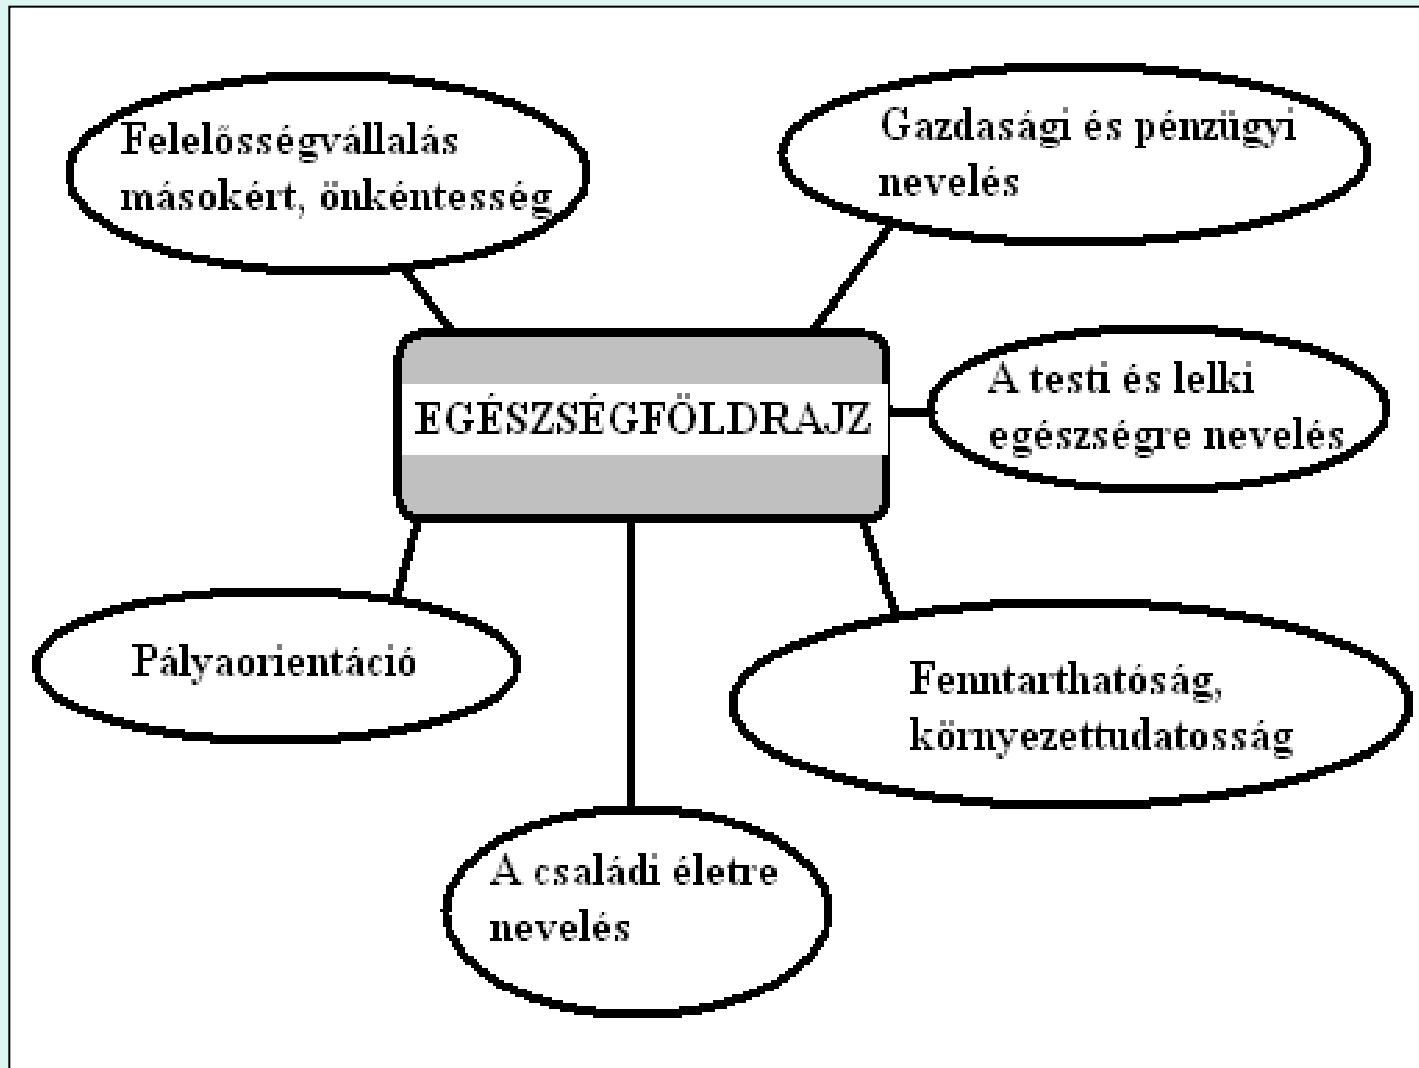 Felelősségvállalás
másokért, önkéntesség
Gazdasági és pénzügyi
nevelés
EGÉSZSÉGFÖLDRAJZ
A testi és lelki
egészségre nevelés
Pályaorientáció
Fenntarthatóság,
környezettudatosság
A családi életre
nevelés